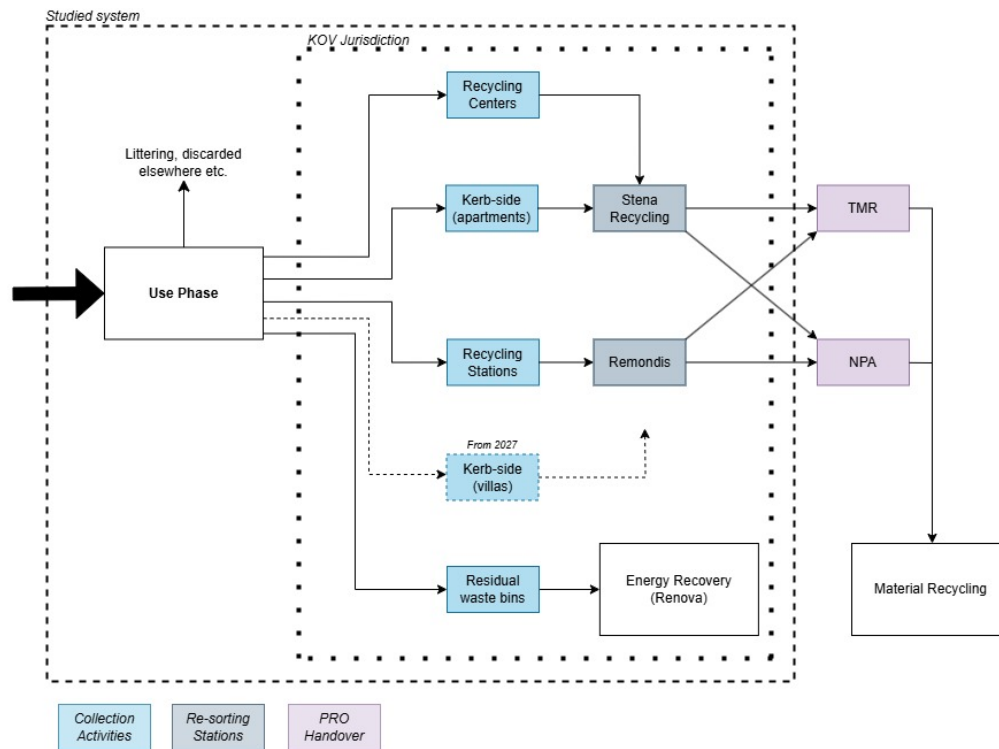 Studied system
KOV Jurisdiction
Recycling
Centers
Littering, discarded
elsewhere etc.
Kerb-side
(apartments)
Stena
Recycling
TMR
Use Phase
Recycling
Stations
Remondis
NPA
From 2027
Kerb-side
(villas)
Residual
waste bins
Energy Recovery
(Renova)
Material Recycling
Collection
Activities
Re-sorting
Stations
PRO
Handover